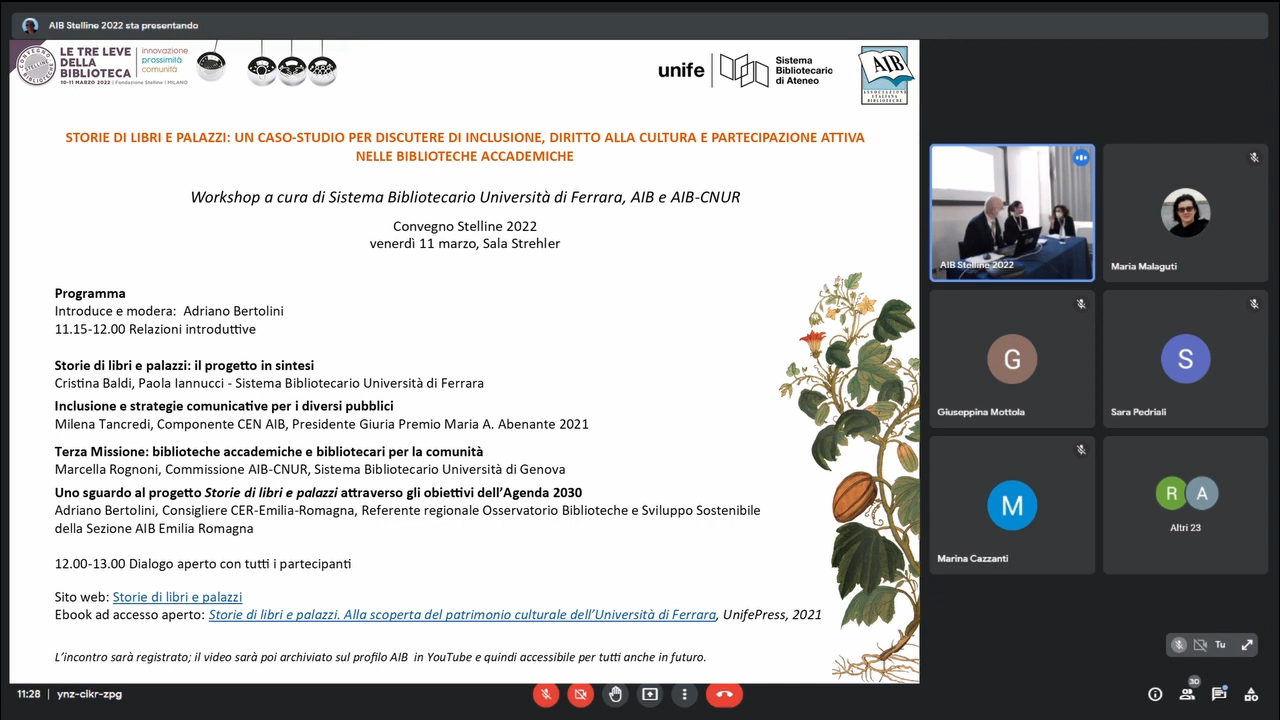 AIB Stelline 2022 sta presentando
CONVEGNO
LE TRE LEVE
DELLA
BIBLIOTECA
10-11 MARZO 2022 | Fondazione Stelline | MILANO
innovazione
prossimità
comunità
unife
Sistema
Bibliotecario
di Ateneo
AIB
ASSOCIAZIONE
ITALIANA
BIBLIOTECHE
STORIE DI LIBRI E PALAZZI: UN CASO-STUDIO PER DISCUTERE DI INCLUSIONE, DIRITTO ALLA CULTURA E PARTECIPAZIONE ATTIVA
NELLE BIBLIOTECHE ACCADEMICHE
Workshop a cura di Sistema Bibliotecario Università di Ferrara, AIB e AIB-CNUR
Convegno Stelline 2022
venerdì 11 marzo, Sala Strehler
Programma
Introduce e modera: Adriano Bertolini
11.15-12.00 Relazioni introduttive
Storie di libri e palazzi: il progetto in sintesi
Cristina Baldi, Paola Iannucci - Sistema Bibliotecario Università di Ferrara
Inclusione e strategie comunicative per i diversi pubblici
Milena Tancredi, Componente CEN AIB, Presidente Giuria Premio Maria A. Abenante 2021
Terza Missione: biblioteche accademiche e bibliotecari per la comunità
Marcella Rognoni, Commissione AIB-CNUR, Sistema Bibliotecario Università di Genova
Uno sguardo al progetto Storie di libri e palazzi attraverso gli obiettivi dell'Agenda 2030
Adriano Bertolini, Consigliere CER-Emilia-Romagna, Referente regionale Osservatorio Biblioteche e Sviluppo Sostenibile
della Sezione AIB Emilia Romagna
12.00-13.00 Dialogo aperto con tutti i partecipanti
Sito web: Storie di libri e palazzi
Ebook ad accesso aperto: Storie di libri e palazzi. Alla scoperta del patrimonio culturale dell'Università di Ferrara, UnifePress, 2021
L'incontro sarà registrato; il video sarà poi archiviato sul profilo AIB in YouTube e quindi accessibile per tutti anche in futuro.
AIB Stelline 2022
Maria Malaguti
G
Giuseppina Mottola
S
Sara Pedriali
M
Marina Cazzanti
R
A
Altri 23
Tu
11:28 | ynz-cikr-zpg
30